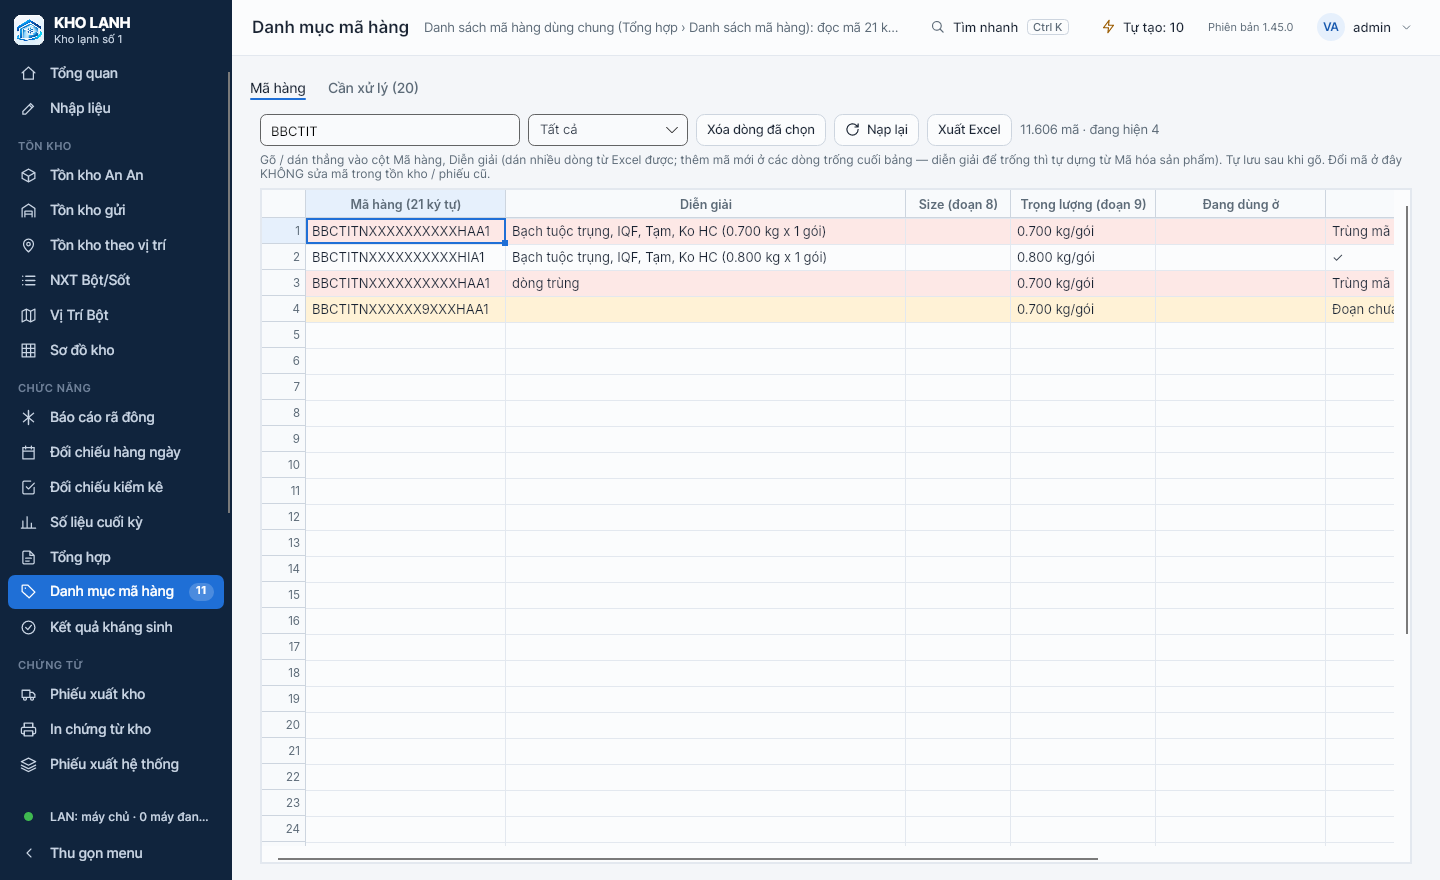 KHO LẠNH
Kho lạnh số 1
Tổng quan
Nhập liệu
TỒN KHO
Tồn kho An An
Tồn kho gửi
Tồn kho theo vị trí
NXT Bột/Sốt
Vị Trí Bột
Sơ đồ kho
CHỨC NĂNG
Báo cáo rã đông
Đối chiếu hàng ngày
Đối chiếu kiểm kê
Số liệu cuối kỳ
Tổng hợp
Danh mục mã hàng 11
Kết quả kháng sinh
CHỨNG TỪ
Phiếu xuất kho
In chứng từ kho
Phiếu xuất hệ thống
LAN: máy chủ · 0 máy đan...
Thu gọn menu
Danh mục mã hàng Danh sách mã hàng dùng chung (Tổng hợp › Danh sách mã hàng): đọc mã 21 k... Tìm nhanh Ctrl K Tự tạo: 10 Phiên bản 1.45.0 VA admin
Mã hàng Cần xử lý (20)
BBCTIT Tất cả Xóa dòng đã chọn Nạp lại Xuất Excel 11.606 mã · đang hiện 4
Gõ / dán thẳng vào cột Mã hàng, Diễn giải (dán nhiều dòng từ Excel được; thêm mã mới ở các dòng trống cuối bảng — diễn giải để trống thì tự dựng từ Mã hóa sản phẩm). Tự lưu sau khi gõ. Đổi mã ở đây
KHÔNG sửa mã trong tồn kho / phiếu cũ.
Mã hàng (21 ký tự) Diễn giải Size (đoạn 8) Trọng lượng (đoạn 9) Đang dùng ở
1 BBCTITNXXXXXXXXXXHAA1 Bạch tuộc trụng, IQF, Tạm, Ko HC (0.700 kg x 1 gói) 0.700 kg/gói Trùng mã
2 BBCTITNXXXXXXXXXXHIA1 Bạch tuộc trụng, IQF, Tạm, Ko HC (0.800 kg x 1 gói) 0.800 kg/gói ✓
3 BBCTITNXXXXXXXXXXHAA1 dòng trùng 0.700 kg/gói Trùng mã
4 BBCTITNXXXXXX9XXXHAA1 0.700 kg/gói Đoạn chưa
5
6
7
8
9
10
11
12
13
14
15
16
17
18
19
20
21
22
23
24